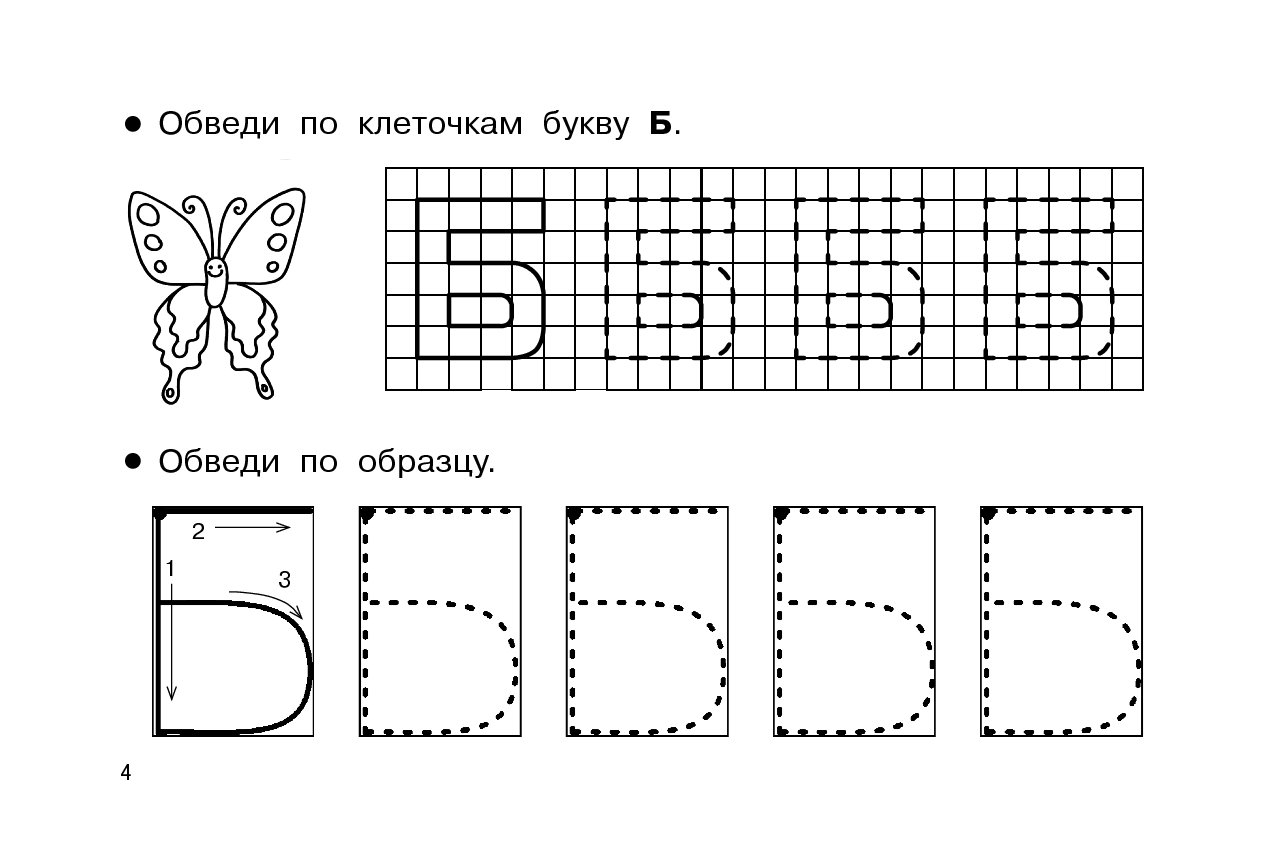 ● Обведи по клеточкам букву Б.
Б Б Б Б
● Обведи по образцу.
2
1
3
Б Б Б Б Б
4